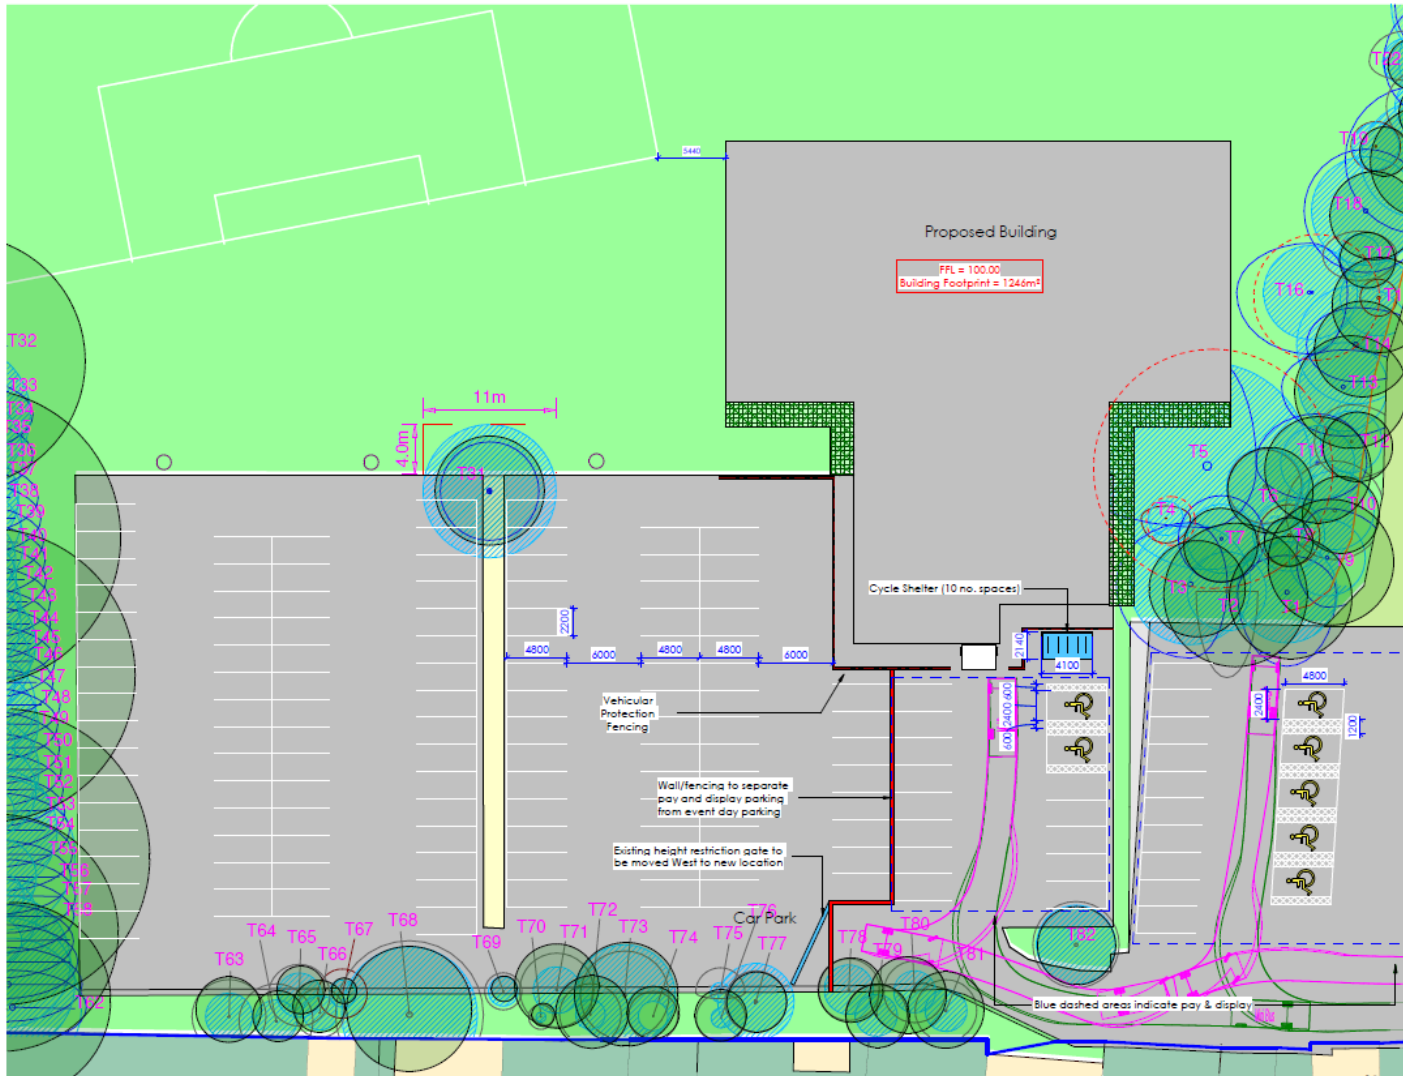 T22
T19
5440
T18
Proposed Building
T17
FFL = 100.00
Building Footprint = 1246m²
T16
T14
T32
T13
T33
11m
T34
T35
T12
4.0m
T36
T5
T11
T37
T31
T38
T8
T39
T10
T4
T40
T7
T41
T9
T42
T3
Cycle Shelter (10 no. spaces)
T43
T2
T1
T44
2200
T45
2140
T46
4800
6000
4800
6000
4100
T47
4800
T48
Vehicular
Protection
Fencing
600
2400
600
2400
1200
T49
T50
T51
T52
Wall/fencing to separate
pay and display parking
from event day parking
T53
T54
T55
Existing height restriction gate to
be moved West to new location
T56
T57
T58
T72
T76
Car Park
T64
T67
T68
T70
T73
T75
T80
T63
T65
T66
T69
T71
T74
T77
T78
T79
T81
T82
T62
Blue dashed areas indicate pay & display